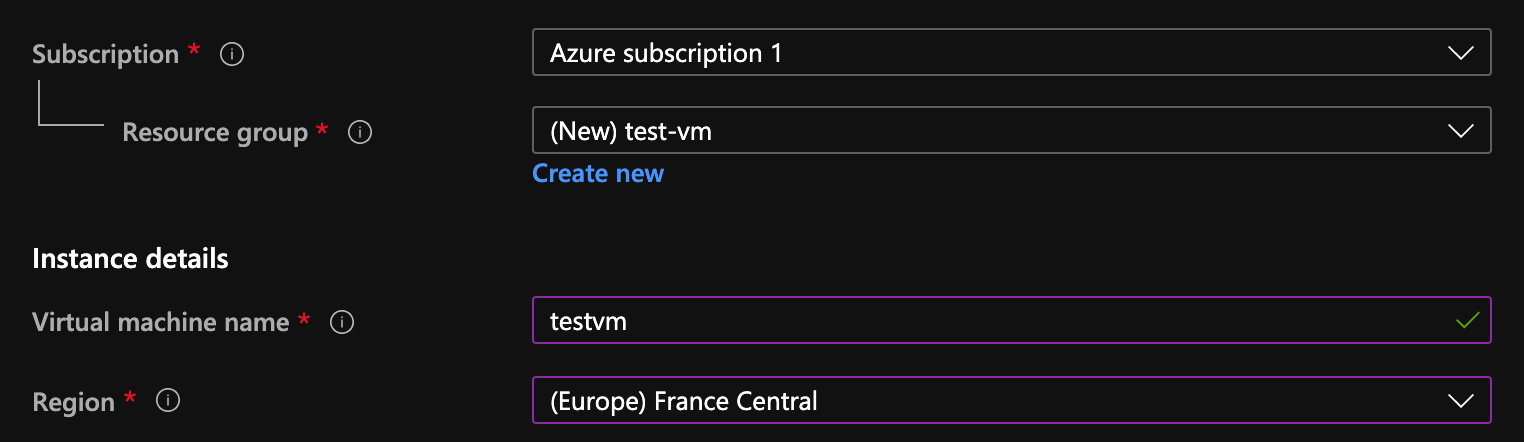 Subscription * Azure subscription 1
Resource group * (New) test-vm
Create new
Instance details
Virtual machine name * testvm
Region * (Europe) France Central